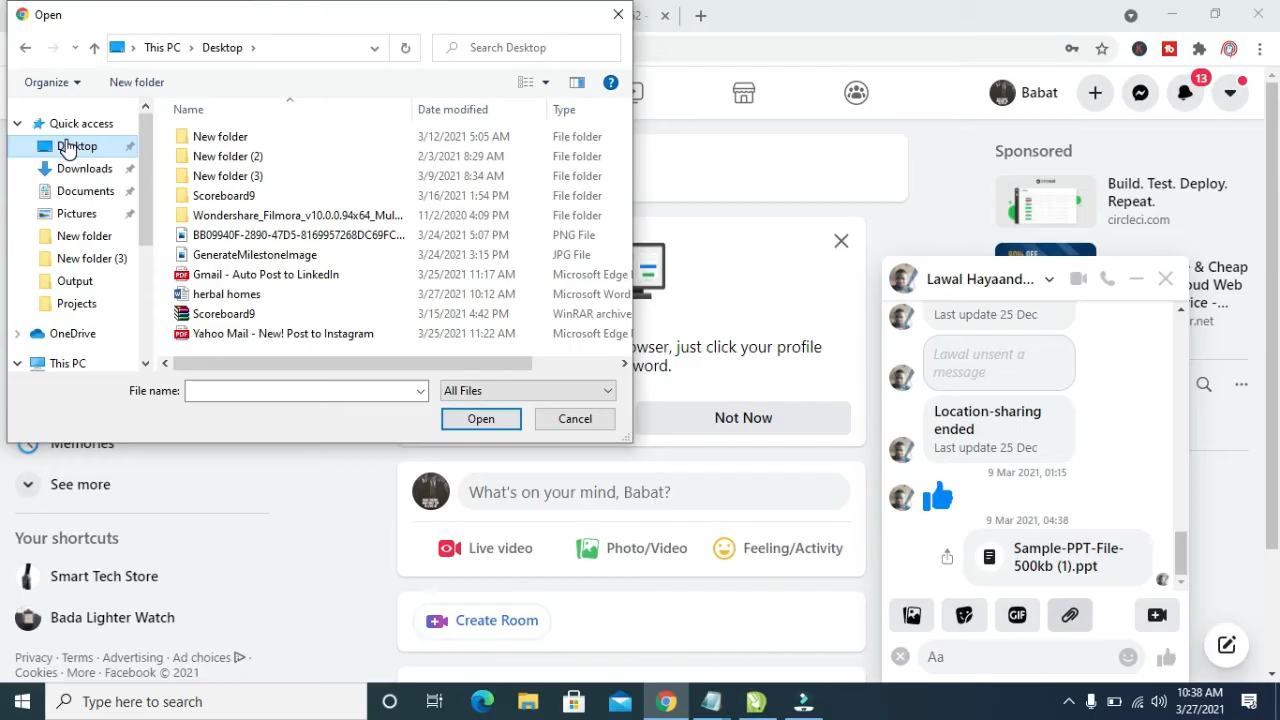 Open
This PC > Desktop >
Search Desktop
Organize
New folder
Quick access
Desktop
Downloads
Documents
Pictures
New folder
New folder (3)
Output
Projects
OneDrive
This PC
Name
Date modified
Type
New folder
3/12/2021 5:05 AM
File folder
New folder (2)
2/3/2021 8:29 AM
File folder
New folder (3)
3/9/2021 8:34 AM
File folder
Scoreboard9
3/16/2021 1:54 PM
File folder
Wondershare_Filmora_v10.0.0.94x64_Mul...
11/2/2020 4:09 PM
File folder
BB09940F-2890-47D5-8169957268DC69FC...
3/24/2021 5:07 PM
PNG File
GenerateMilestoneImage
3/24/2021 3:15 PM
JPG File
Gmail - Auto Post to LinkedIn
3/25/2021 11:17 AM
Microsoft Edge
herbal homes
3/27/2021 10:12 AM
Microsoft Word
Scoreboard9
3/15/2021 4:42 PM
WinRAR archive
Yahoo Mail - New! Post to Instagram
3/25/2021 11:22 AM
Microsoft Edge
File name:
All Files
Open
Cancel
Babat
13
Sponsored
Build. Test. Deploy.
Repeat.
circleci.com
& Cheap
oud Web
e -...
r.net
owser, just click your profile
word.
Not Now
Memories
See more
Your shortcuts
Smart Tech Store
Bada Lighter Watch
Privacy · Terms · Advertising · Ad choices ·
Cookies · More · Facebook © 2021
What's on your mind, Babat?
Live video
Photo/Video
Feeling/Activity
Create Room
Lawal Hayaand...
Last update 25 Dec
Lawal unsent a
message
Location-sharing
ended
Last update 25 Dec
9 Mar 2021, 01:15
9 Mar 2021, 04:38
Sample-PPT-File-
500kb (1).ppt
GIF
Aa
Type here to search
10:38 AM
3/27/2021